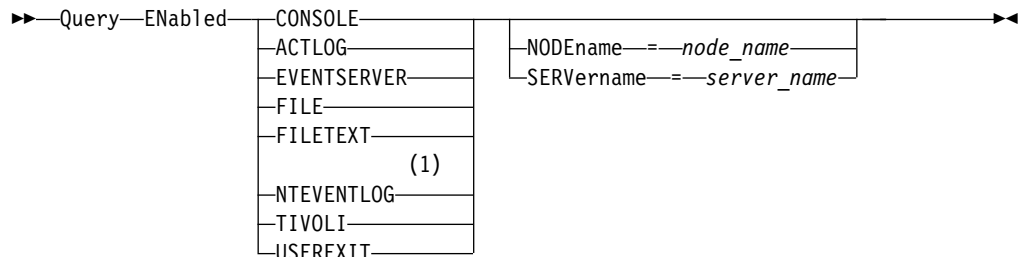 Query ENabled CONSOLE
ACTLOG NODEname = node_name
EVENTSERVER SERVername = server_name
FILE
FILETEXT
(1)
NTEVENTLOG
TIVOLI
USEREXIT